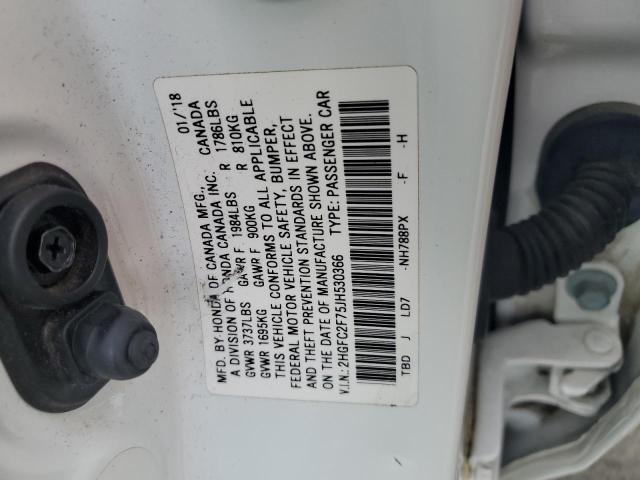 MFD. BY HONDA OF CANADA MFG., CANADA 01/'18
A DIVISION OF HONDA CANADA INC.
GVWR 3737LBS GAWR F 1984LBS R 1786LBS
GVWR 1695KG GAWR F 900KG R 810KG
THIS VEHICLE CONFORMS TO ALL APPLICABLE
FEDERAL MOTOR VEHICLE SAFETY, BUMPER,
AND THEFT PREVENTION STANDARDS IN EFFECT
ON THE DATE OF MANUFACTURE SHOWN ABOVE.
V.I.N.: 2HGFC2F75JH530366 TYPE: PASSENGER CAR
TBD J LD7 -NH788PX -F -H